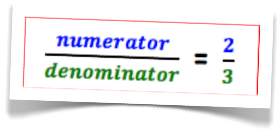 numerator = 2
denominator 3